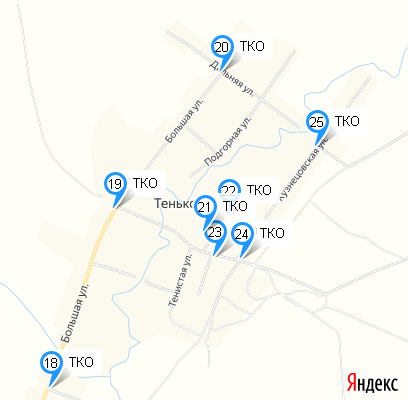 20 ТКО
Дальняя ул.
Большая ул.
25 ТКО
Подгорная ул.
Кузнецовская ул.
19 ТКО
22 ТКО
Тенько
21 ТКО
23
24 ТКО
Тенистая ул.
Большая ул.
18 ТКО
Яндекс